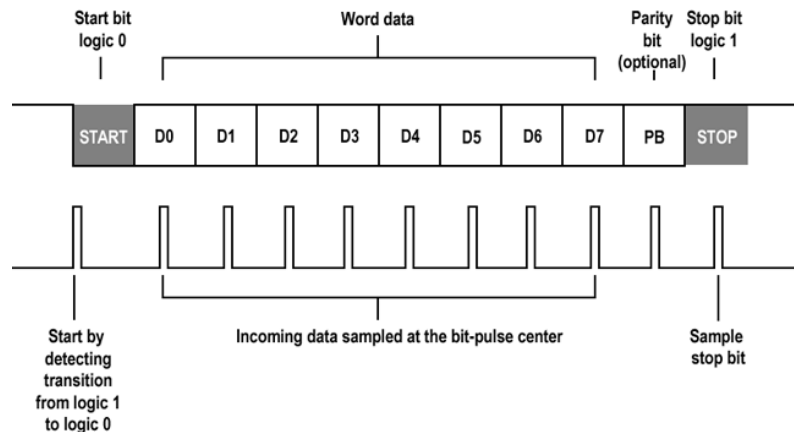 Start bit
logic 0
Word data
Parity
bit
(optional)
Stop bit
logic 1
START D0 D1 D2 D3 D4 D5 D6 D7 PB STOP
Start by
detecting
transition
from logic 1
to logic 0
Incoming data sampled at the bit-pulse center
Sample
stop bit